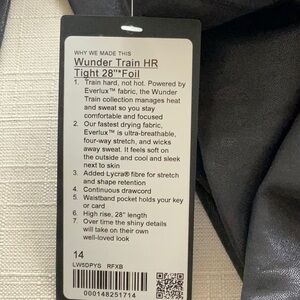 WHY WE MADE THIS
Wunder Train HR
Tight 28"*Foil
1. Train hard, not hot. Powered by
Everlux™ fabric, the Wunder
Train collection manages heat
and sweat so you stay
comfortable and focused
2. Our fastest drying fabric,
Everlux™ is ultra-breathable,
four-way stretch, and wicks
away sweat. It feels soft on
the outside and cool and sleek
next to skin
3. Added Lycra® fibre for stretch
and shape retention
4. Continuous drawcord
5. Waistband pocket holds your key
or card
6. High rise, 28" length
7. Over time the shiny details
will take on their own
well-loved look
14
LW5DPYS RFXB
000148251714